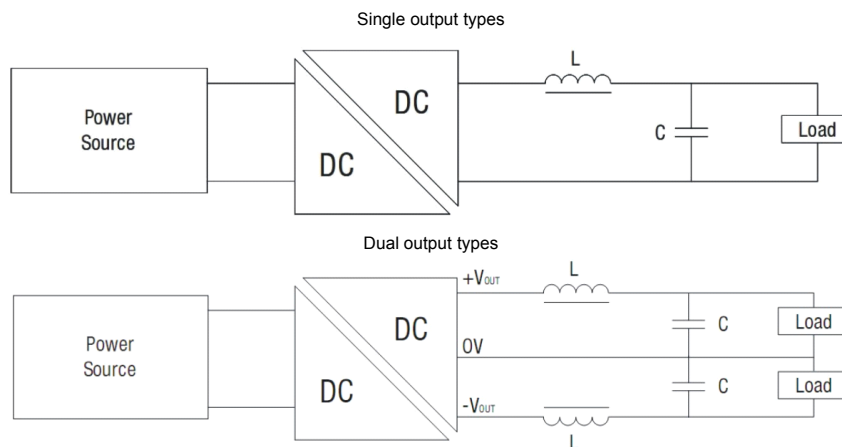 Single output types
L
DC
Power
Source
C
Load
DC
Dual output types
+VOUT
L
DC
Load
C
Power
Source
0V
DC
C
Load
-VOUT
L